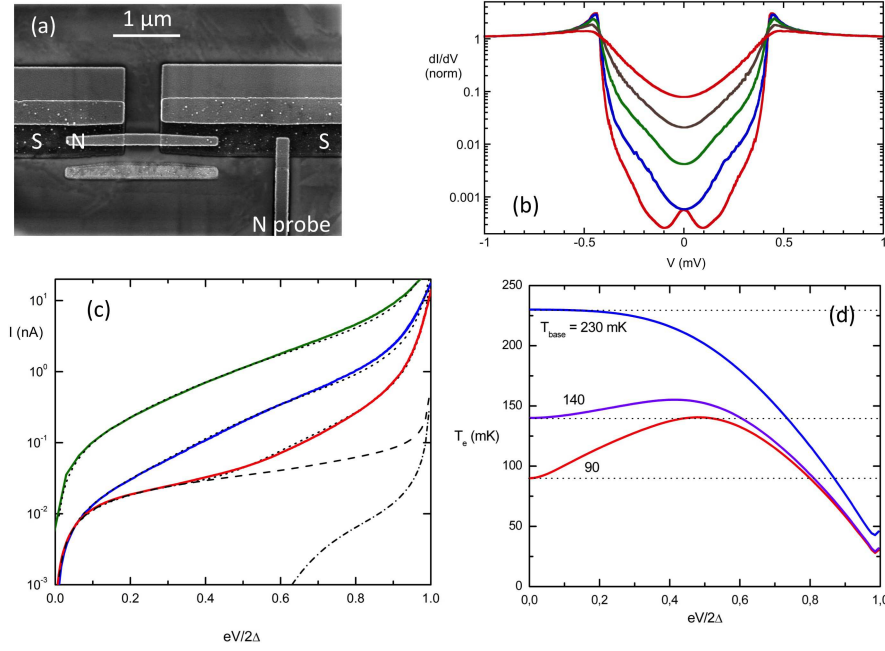 (a)
1 μm
S
N
S
N probe
1
0.1
0.01
0.001
dI/dV
(norm)
(b)
-1
-0.5
0
0.5
1
V (mV)
(c)
10¹
10⁰
10⁻¹
10⁻²
10⁻³
I (nA)
0.0
0.2
0.4
0.6
0.8
1.0
eV/2Δ
(d)
250
200
150
100
50
0
T_e
(mK)
T_base = 230 mK
140
90
0,0
0,2
0,4
0,6
0,8
1,0
eV/2Δ